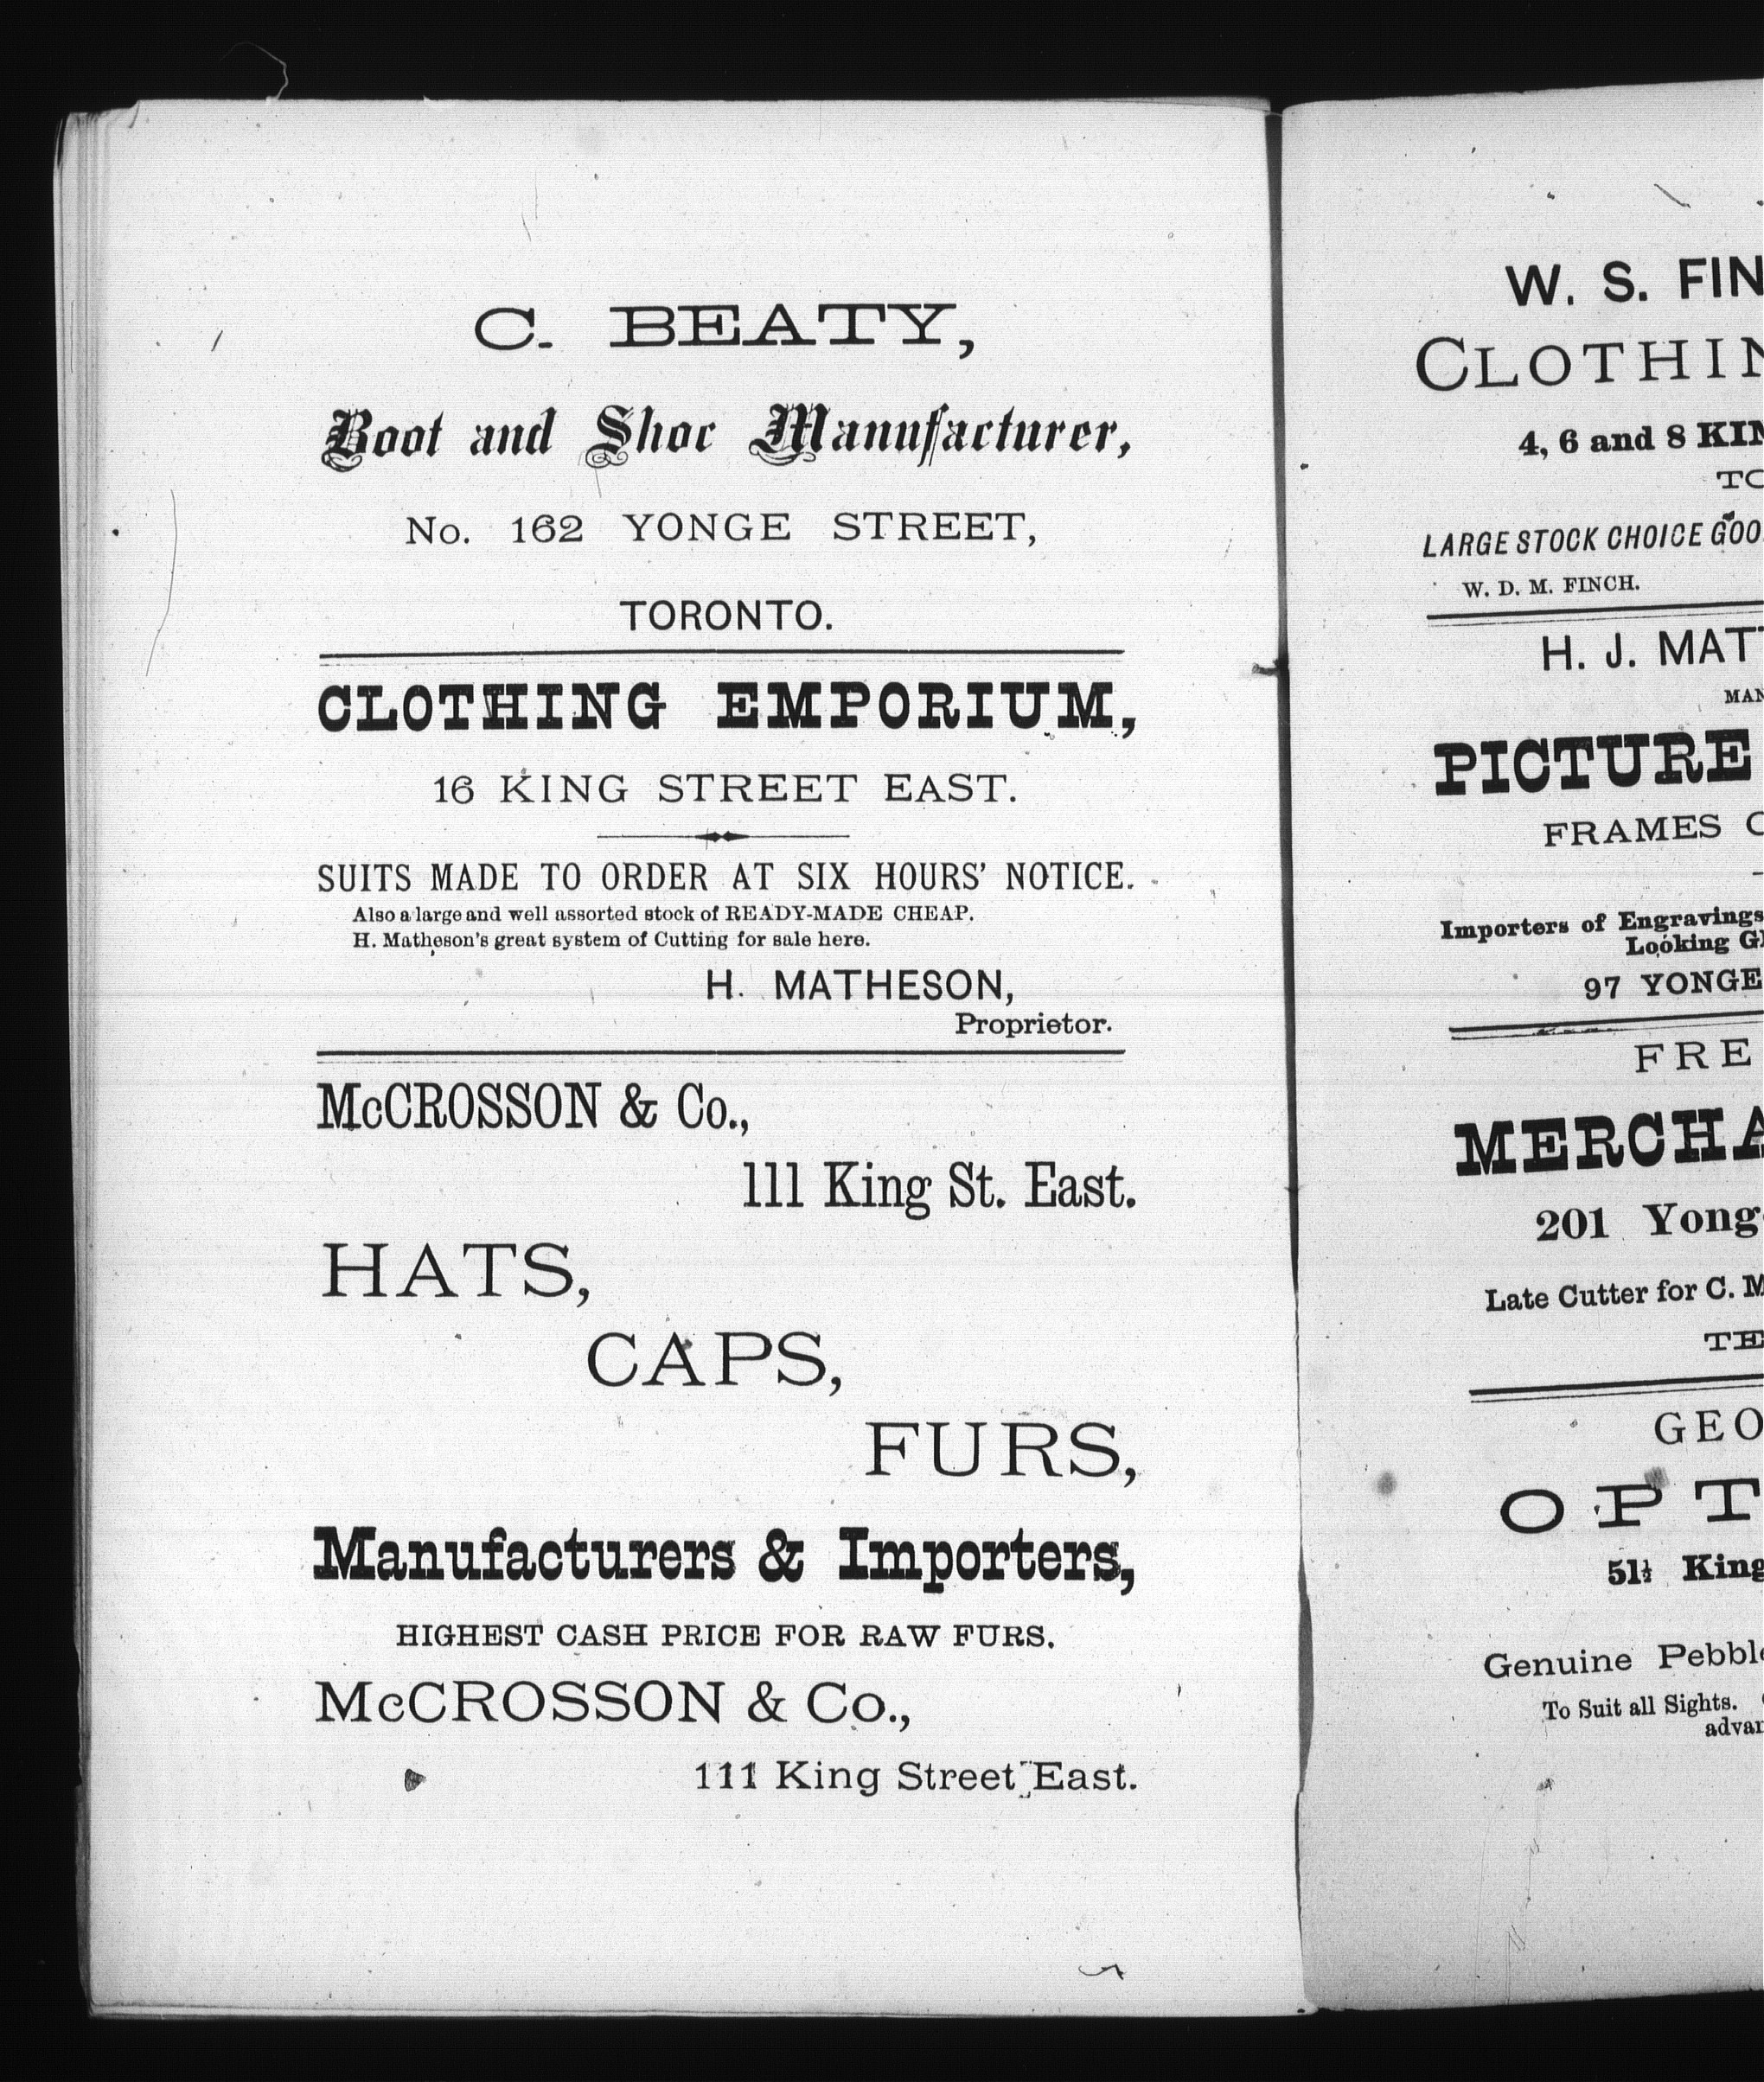 C. BEATY,
Boot and Shoe Manufacturer,
No. 162 YONGE STREET,
TORONTO.
CLOTHING EMPORIUM,
16 KING STREET EAST.
SUITS MADE TO ORDER AT SIX HOURS' NOTICE.
Also a large and well assorted stock of READY-MADE CHEAP.
H. Matheson's great system of Cutting for sale here.
H. MATHESON,
Proprietor.
McCROSSON & Co.,
111 King St. East.
HATS,
CAPS,
FURS,
Manufacturers & Importers,
HIGHEST CASH PRICE FOR RAW FURS.
McCROSSON & Co.,
111 King Street East.
W. S. FIN
CLOTHIN
4, 6 and 8 KIN
TO
LARGE STOCK CHOICE GOO
W. D. M. FINCH.
H. J. MAT
MAN
PICTURE
FRAMES
Importers of Engravings
Looking Gl
97 YONGE
FRE
MERCHA
201 Yong
Late Cutter for C. M
TE
GEO
OPT
51½ King
Genuine Pebble
To Suit all Sights.
advan